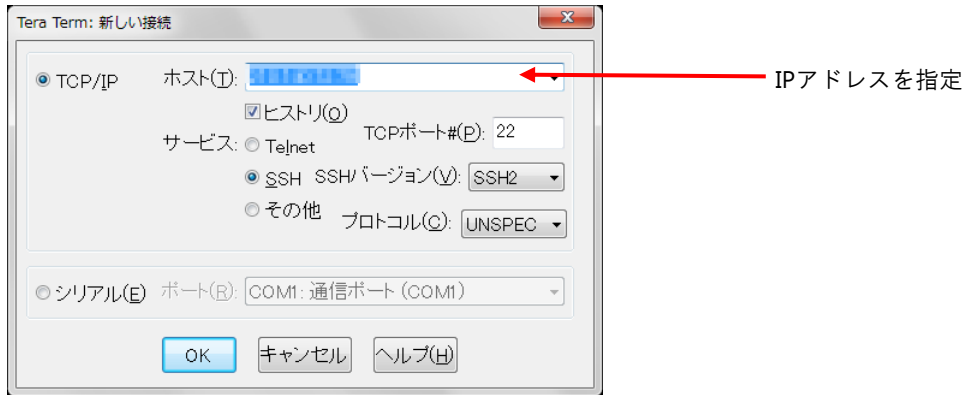 Tera Term: 新しい接続
TCP/IP
ホスト(T):
IPアドレスを指定
ヒストリ(O)
サービス:
Telnet
TCPポート#(P): 22
SSH
SSHバージョン(V): SSH2
その他
プロトコル(C): UNSPEC
シリアル(E)
ポート(R): COM1: 通信ポート (COM1)
OK
キャンセル
ヘルプ(H)